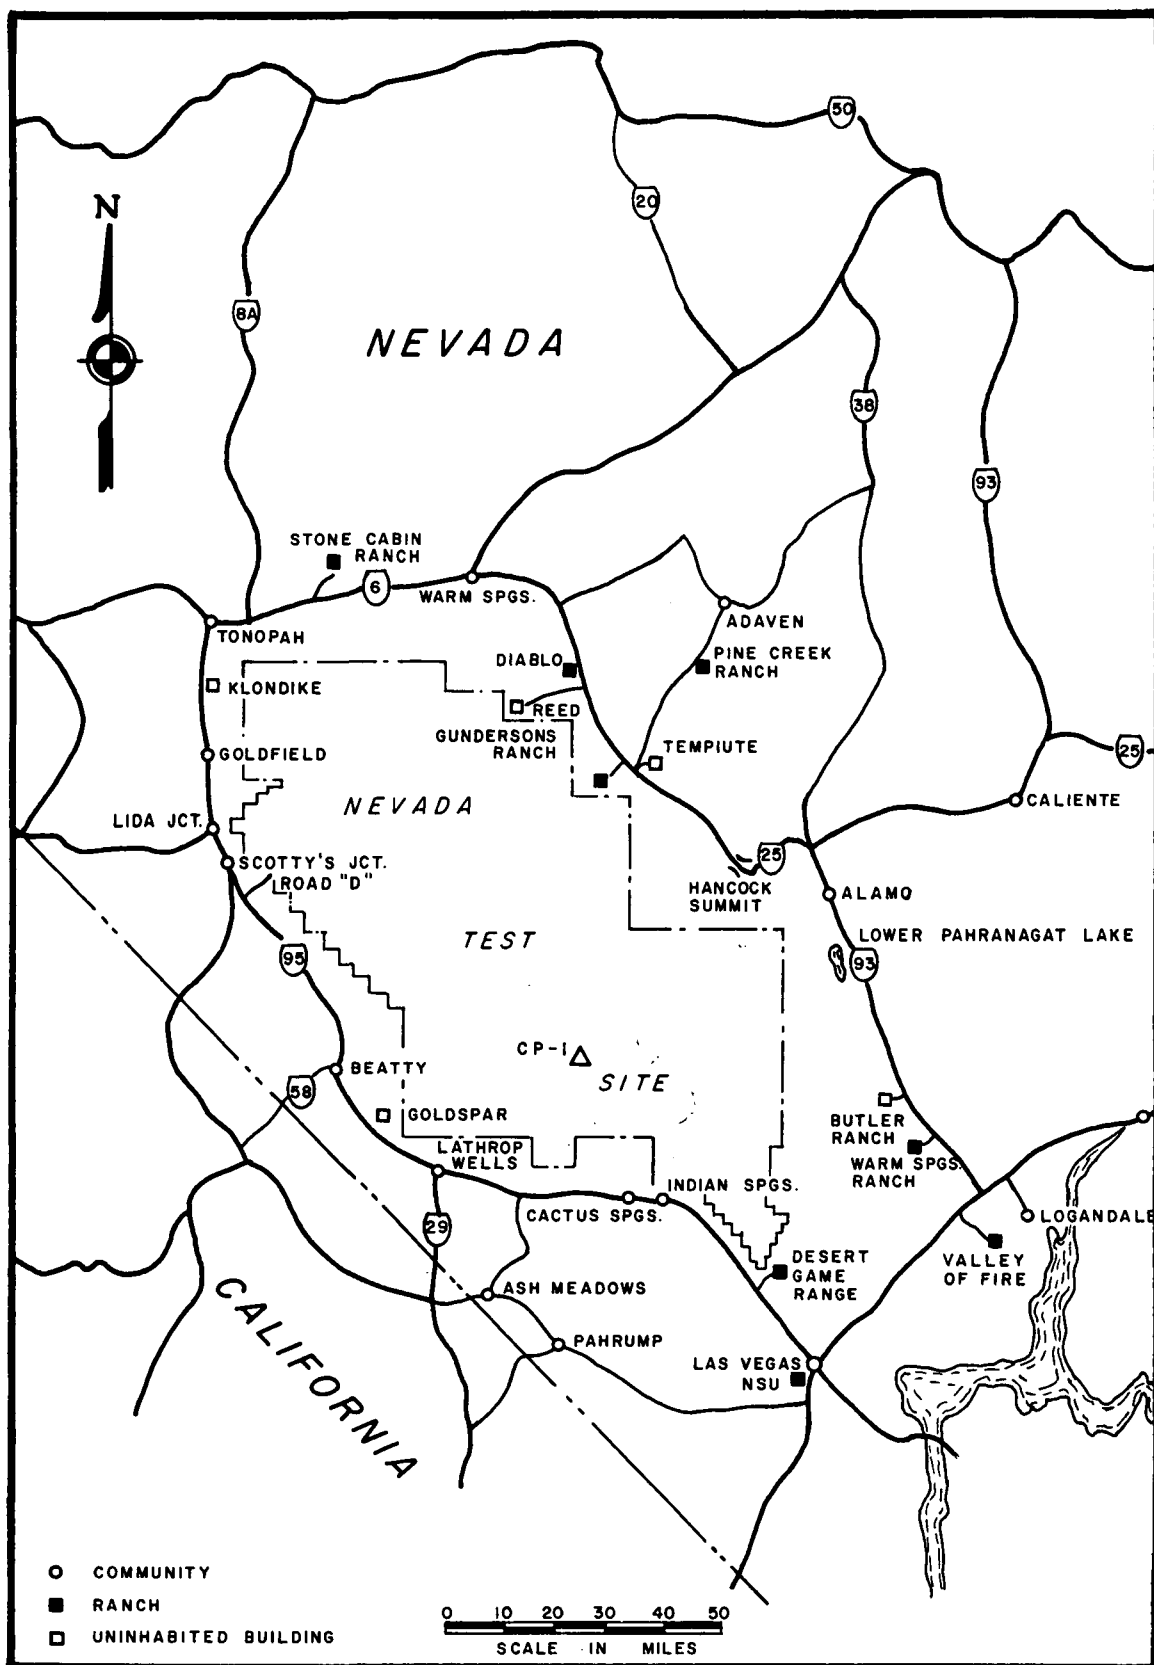 50
N
20
8A
NEVADA
38
93
STONE CABIN
RANCH
6
WARM SPGS.
ADAVEN
TONOPAH
DIABLO
PINE CREEK
RANCH
KLONDIKE
REED
GUNDERSONS
RANCH
TEMPIUTE
GOLDFIELD
25
NEVADA
CALIENTE
LIDA JCT.
25
SCOTTY'S JCT.
ROAD "D"
HANCOCK
SUMMIT
ALAMO
TEST
LOWER PAHRANAGAT LAKE
95
93
CP-1
BEATTY
SITE
58
GOLDSPAR
BUTLER
RANCH
LATHROP
WELLS
WARM SPGS.
RANCH
INDIAN SPGS.
CACTUS SPGS.
LOGANDALE
29
DESERT
GAME
RANGE
VALLEY
OF FIRE
ASH MEADOWS
CALIFORNIA
PAHRUMP
LAS VEGAS
NSU
COMMUNITY
RANCH
UNINHABITED BUILDING
0 10 20 30 40 50
SCALE IN MILES